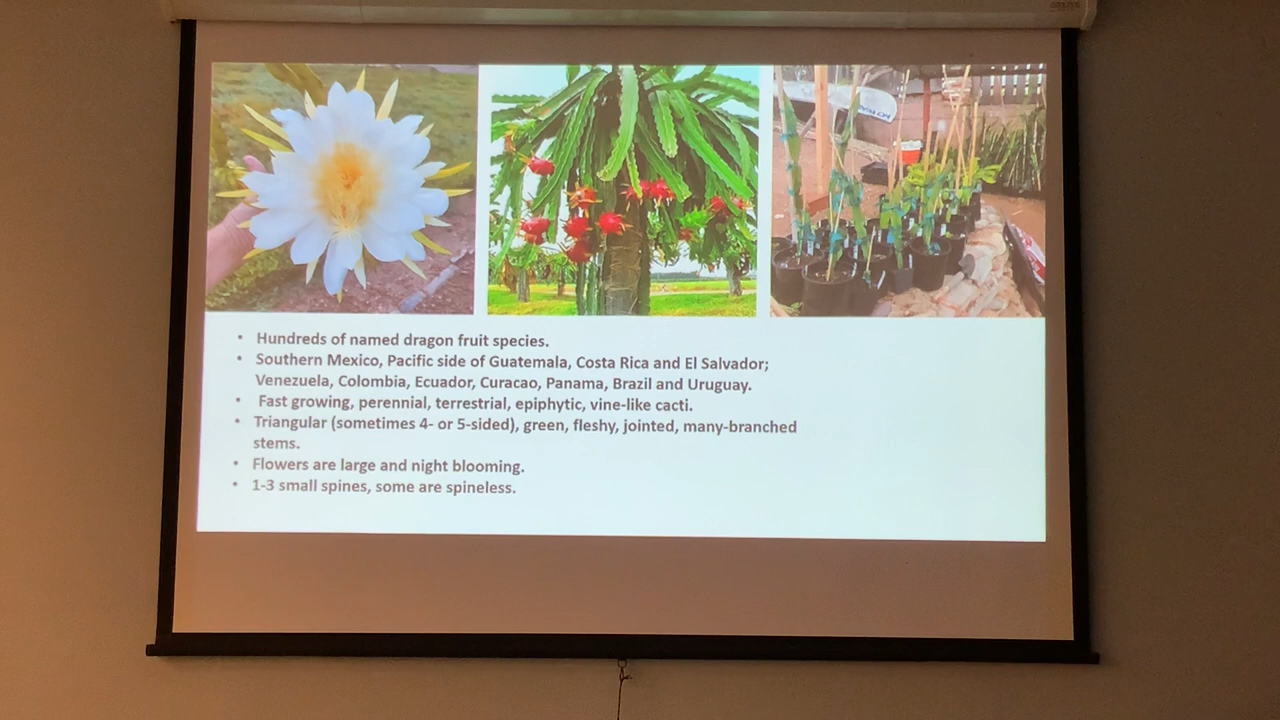 • Hundreds of named dragon fruit species.
• Southern Mexico, Pacific side of Guatemala, Costa Rica and El Salvador;
Venezuela, Colombia, Ecuador, Curacao, Panama, Brazil and Uruguay.
• Fast growing, perennial, terrestrial, epiphytic, vine-like cacti.
• Triangular (sometimes 4- or 5-sided), green, fleshy, jointed, many-branched
stems.
• Flowers are large and night blooming.
• 1-3 small spines, some are spineless.